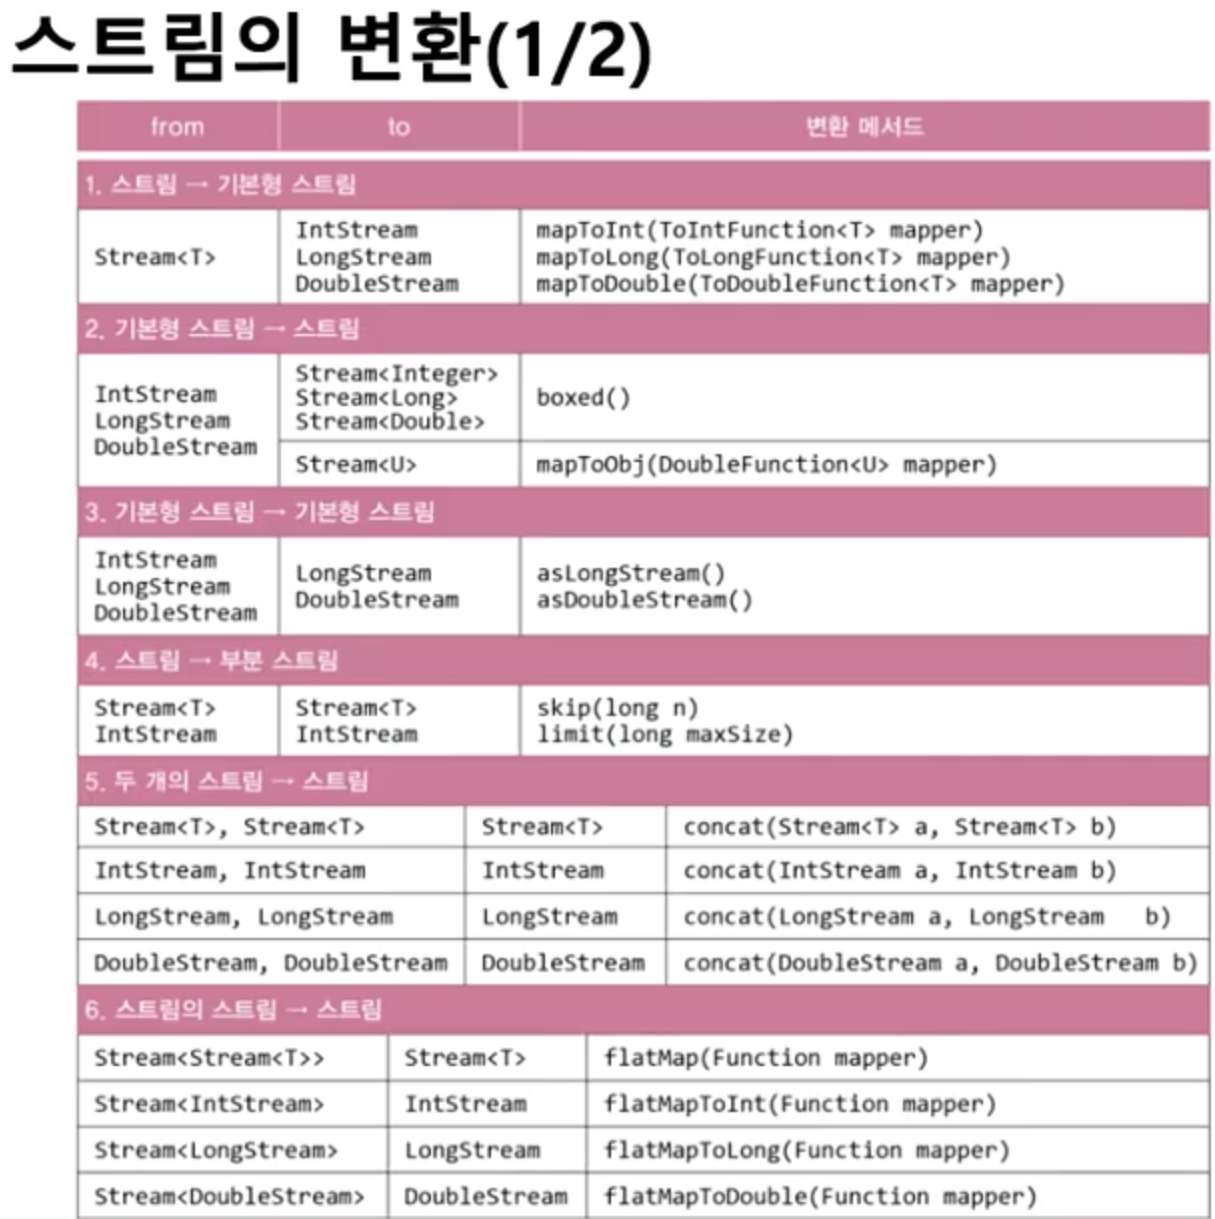 스트림의 변환(1/2)
from to 변환 메서드
1. 스트림 → 기본형 스트림
Stream<T>
IntStream
LongStream
DoubleStream
mapToInt(ToIntFunction<T> mapper)
mapToLong(ToLongFunction<T> mapper)
mapToDouble(ToDoubleFunction<T> mapper)
2. 기본형 스트림 → 스트림
IntStream
LongStream
DoubleStream
Stream<Integer>
Stream<Long>
Stream<Double>
boxed()
Stream<U> mapToObj(DoubleFunction<U> mapper)
3. 기본형 스트림 → 기본형 스트림
IntStream
LongStream
DoubleStream
LongStream
DoubleStream
asLongStream()
asDoubleStream()
4. 스트림 → 부분 스트림
Stream<T>
IntStream
Stream<T>
IntStream
skip(long n)
limit(long maxSize)
5. 두 개의 스트림 → 스트림
Stream<T>, Stream<T> Stream<T> concat(Stream<T> a, Stream<T> b)
IntStream, IntStream IntStream concat(IntStream a, IntStream b)
LongStream, LongStream LongStream concat(LongStream a, LongStream b)
DoubleStream, DoubleStream DoubleStream concat(DoubleStream a, DoubleStream b)
6. 스트림의 스트림 → 스트림
Stream<Stream<T>> Stream<T> flatMap(Function mapper)
Stream<IntStream> IntStream flatMapToInt(Function mapper)
Stream<LongStream> LongStream flatMapToLong(Function mapper)
Stream<DoubleStream> DoubleStream flatMapToDouble(Function mapper)